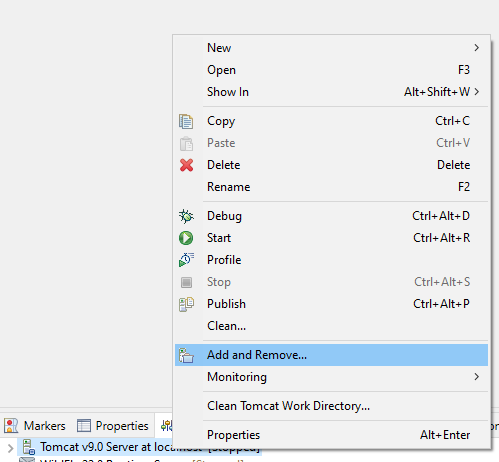 New
Open F3
Show In Alt+Shift+W
Copy Ctrl+C
Paste Ctrl+V
Delete Delete
Rename F2
Debug Ctrl+Alt+D
Start Ctrl+Alt+R
Profile
Stop Ctrl+Alt+S
Publish Ctrl+Alt+P
Clean...
Add and Remove...
Monitoring
Clean Tomcat Work Directory...
Properties Alt+Enter
Markers Properties
Tomcat v9.0 Server at localhost [Stopped]